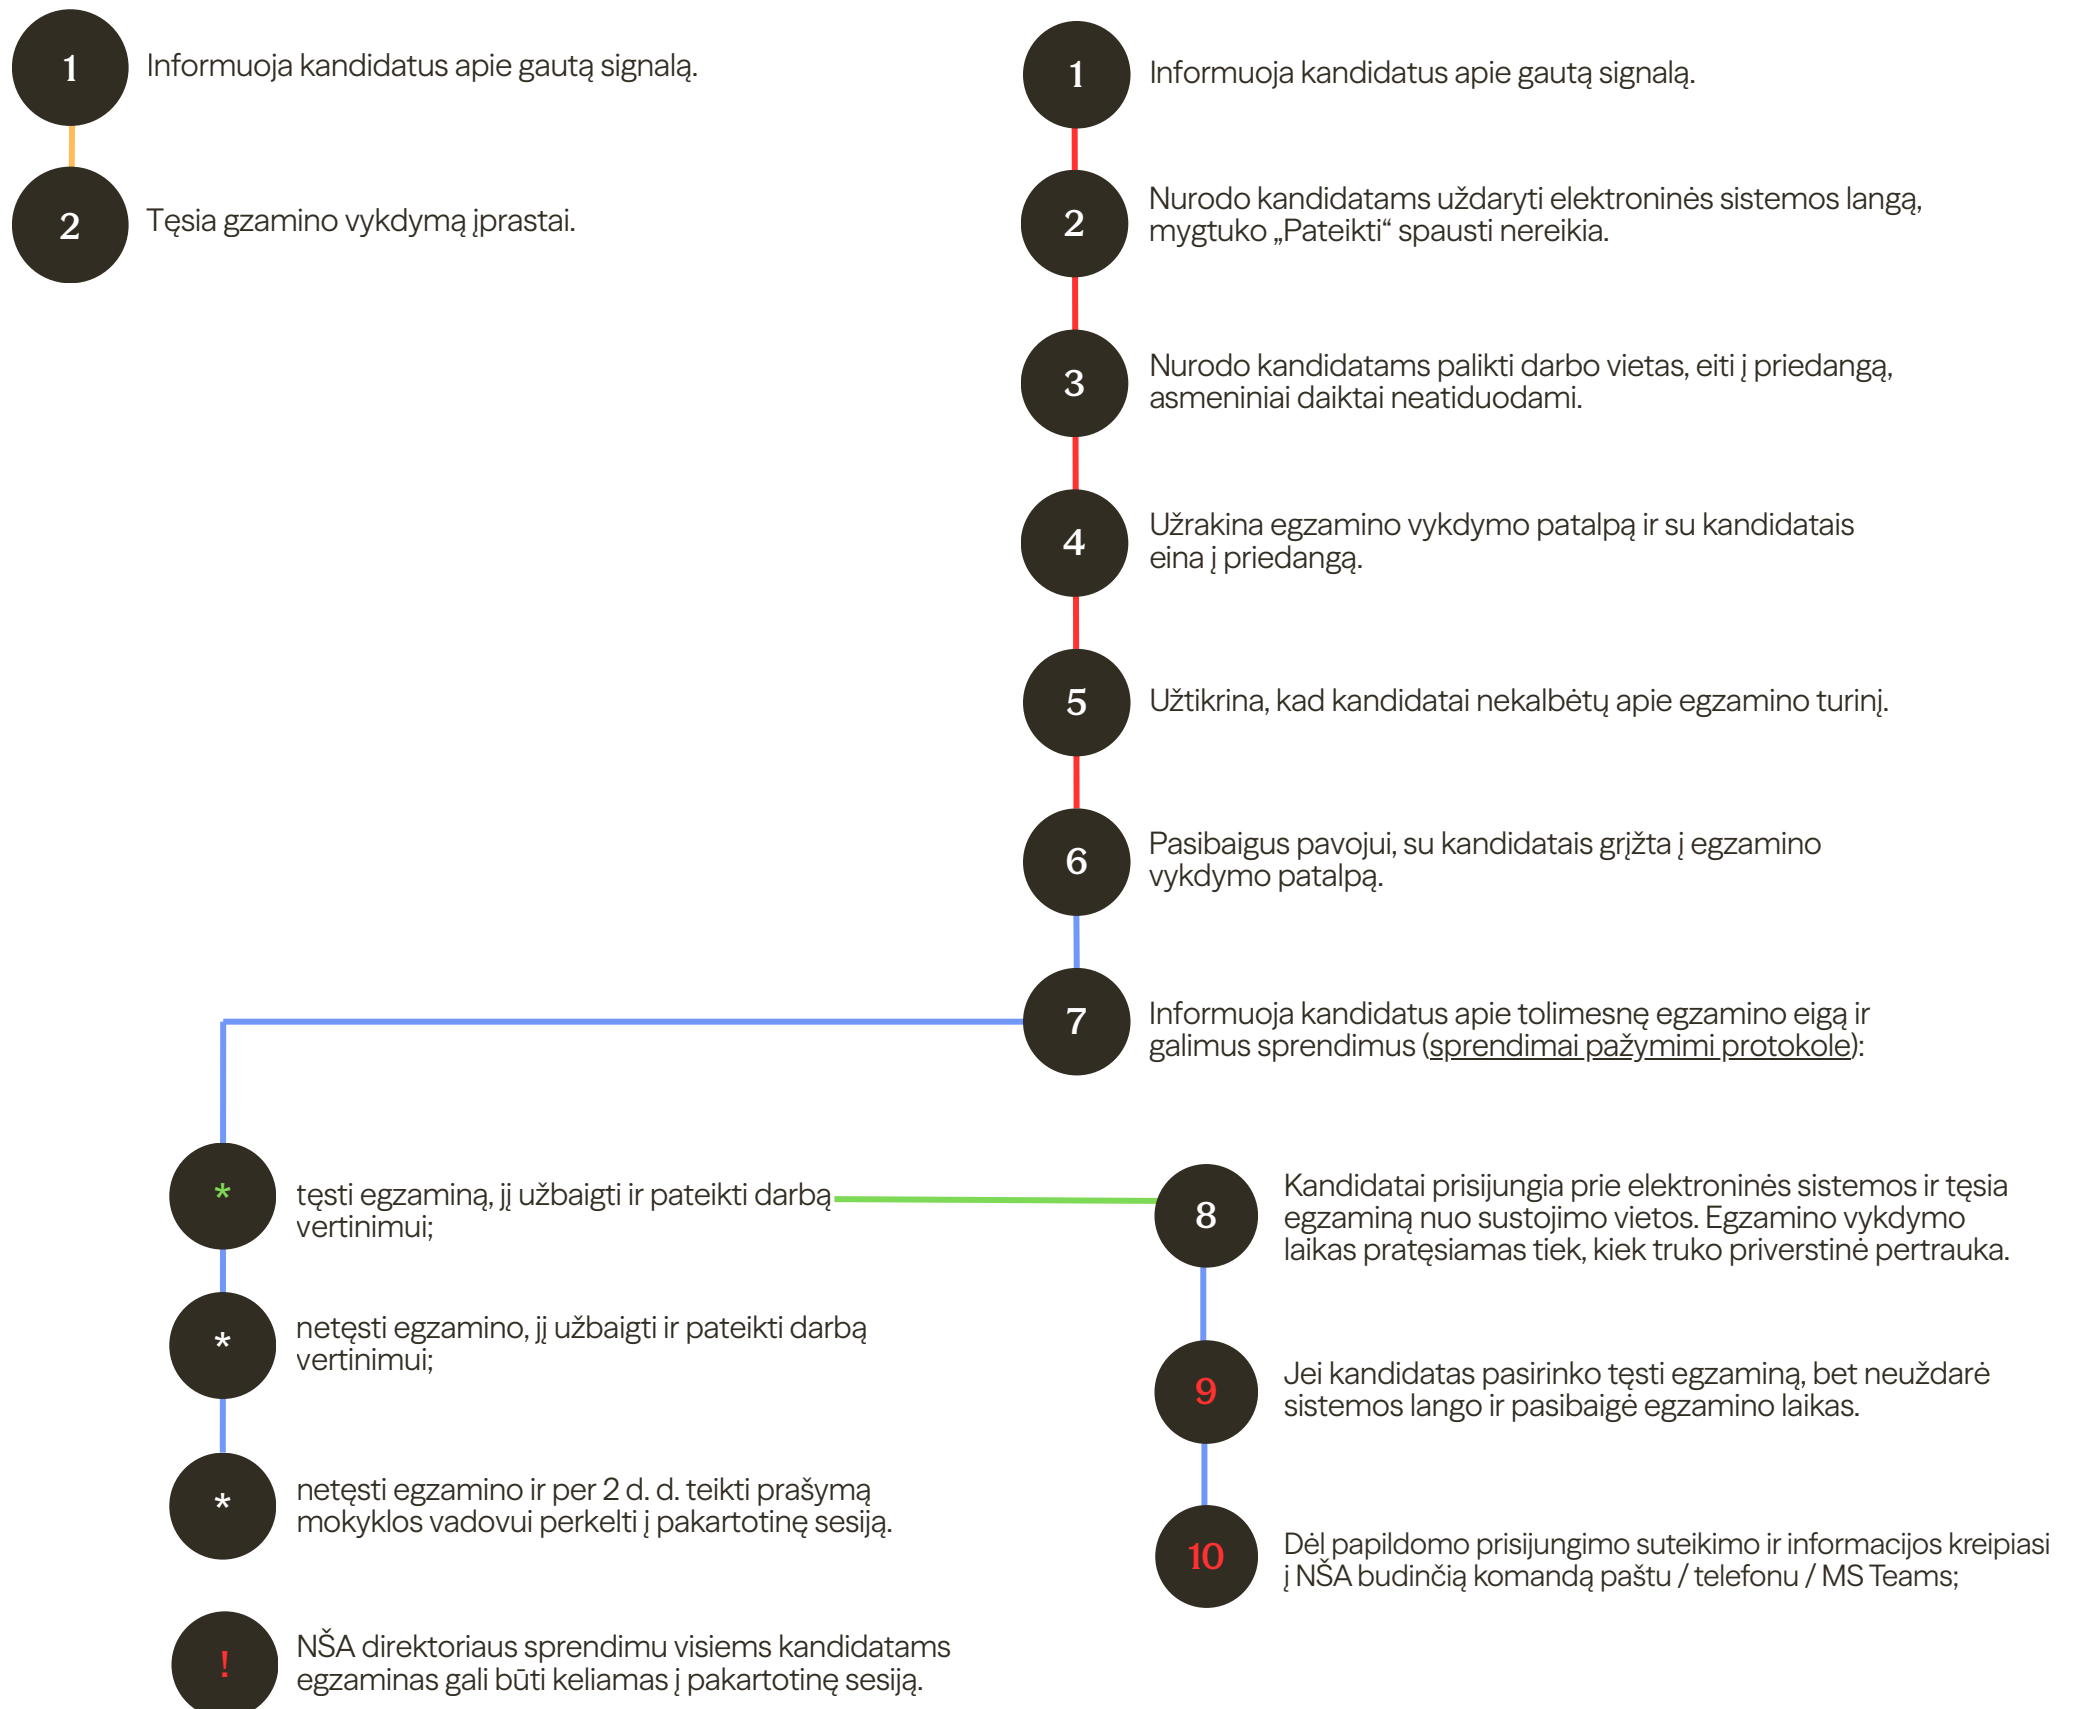 1
Informuoja kandidatus apie gautą signalą.
2
Tęsia gzamino vykdymą įprastai.
1
Informuoja kandidatus apie gautą signalą.
2
Nurodo kandidatams uždaryti elektroninės sistemos langą,
mygtuko „Pateikti“ spausti nereikia.
3
Nurodo kandidatams palikti darbo vietas, eiti į priedangą,
asmeniniai daiktai neatiduodami.
4
Užrakina egzamino vykdymo patalpą ir su kandidatais
eina į priedangą.
5
Užtikrina, kad kandidatai nekalbėtų apie egzamino turinį.
6
Pasibaigus pavojui, su kandidatais grįžta į egzamino
vykdymo patalpą.
7
Informuoja kandidatus apie tolimesnę egzamino eigą ir
galimus sprendimus (sprendimai pažymimi protokole):
*
tęsti egzaminą, jį užbaigti ir pateikti darbą
vertinimui;
*
netęsti egzamino, jį užbaigti ir pateikti darbą
vertinimui;
*
netęsti egzamino ir per 2 d. d. teikti prašymą
mokyklos vadovui perkelti į pakartotinę sesiją.
!
NŠA direktoriaus sprendimu visiems kandidatams
egzaminas gali būti keliamas į pakartotinę sesiją.
8
Kandidatai prisijungia prie elektroninės sistemos ir tęsia
egzaminą nuo sustojimo vietos. Egzamino vykdymo
laikas pratęsiamas tiek, kiek truko priverstinė pertrauka.
9
Jei kandidatas pasirinko tęsti egzaminą, bet neuždarė
sistemos lango ir pasibaigė egzamino laikas.
10
Dėl papildomo prisijungimo suteikimo ir informacijos kreipiasi
į NŠA budinčią komandą paštu / telefonu / MS Teams;